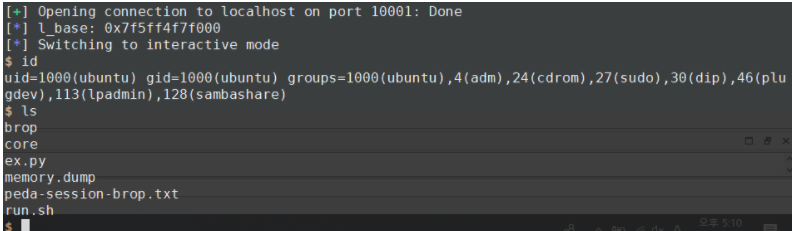 [+] Opening connection to localhost on port 10001: Done
[*] l_base: 0x7f5ff4f7f000
[*] Switching to interactive mode
$ id
uid=1000(ubuntu) gid=1000(ubuntu) groups=1000(ubuntu),4(adm),24(cdrom),27(sudo),30(dip),46(plu
gdev),113(lpadmin),128(sambashare)
$ ls
brop
core
ex.py
memory.dump
peda-session-brop.txt
run.sh
$
오후 5:10